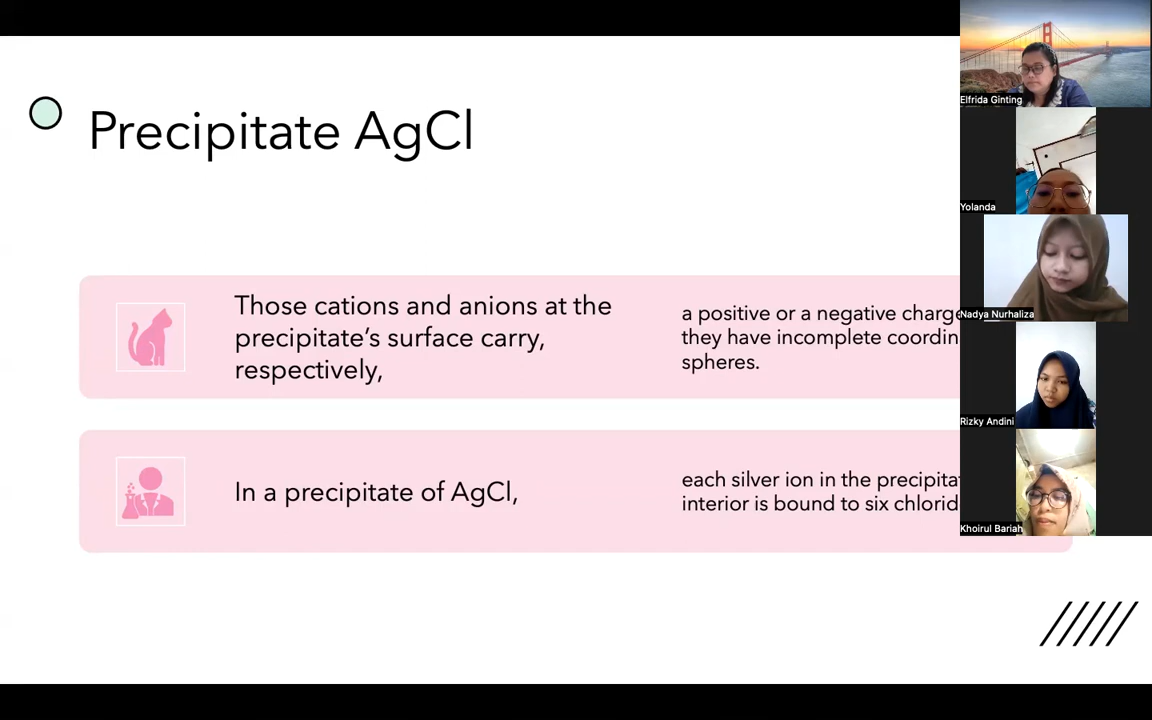 Precipitate AgCl
Those cations and anions at the
precipitate’s surface carry,
respectively,
a positive or a negative
they have incomplete
spheres.
In a precipitate of AgCl,
each silver ion in the
interior is bound to six
Elfrida Ginting
Yolanda
Nadya Nurhaliza
Rizky Andini
Khoirul Bariah